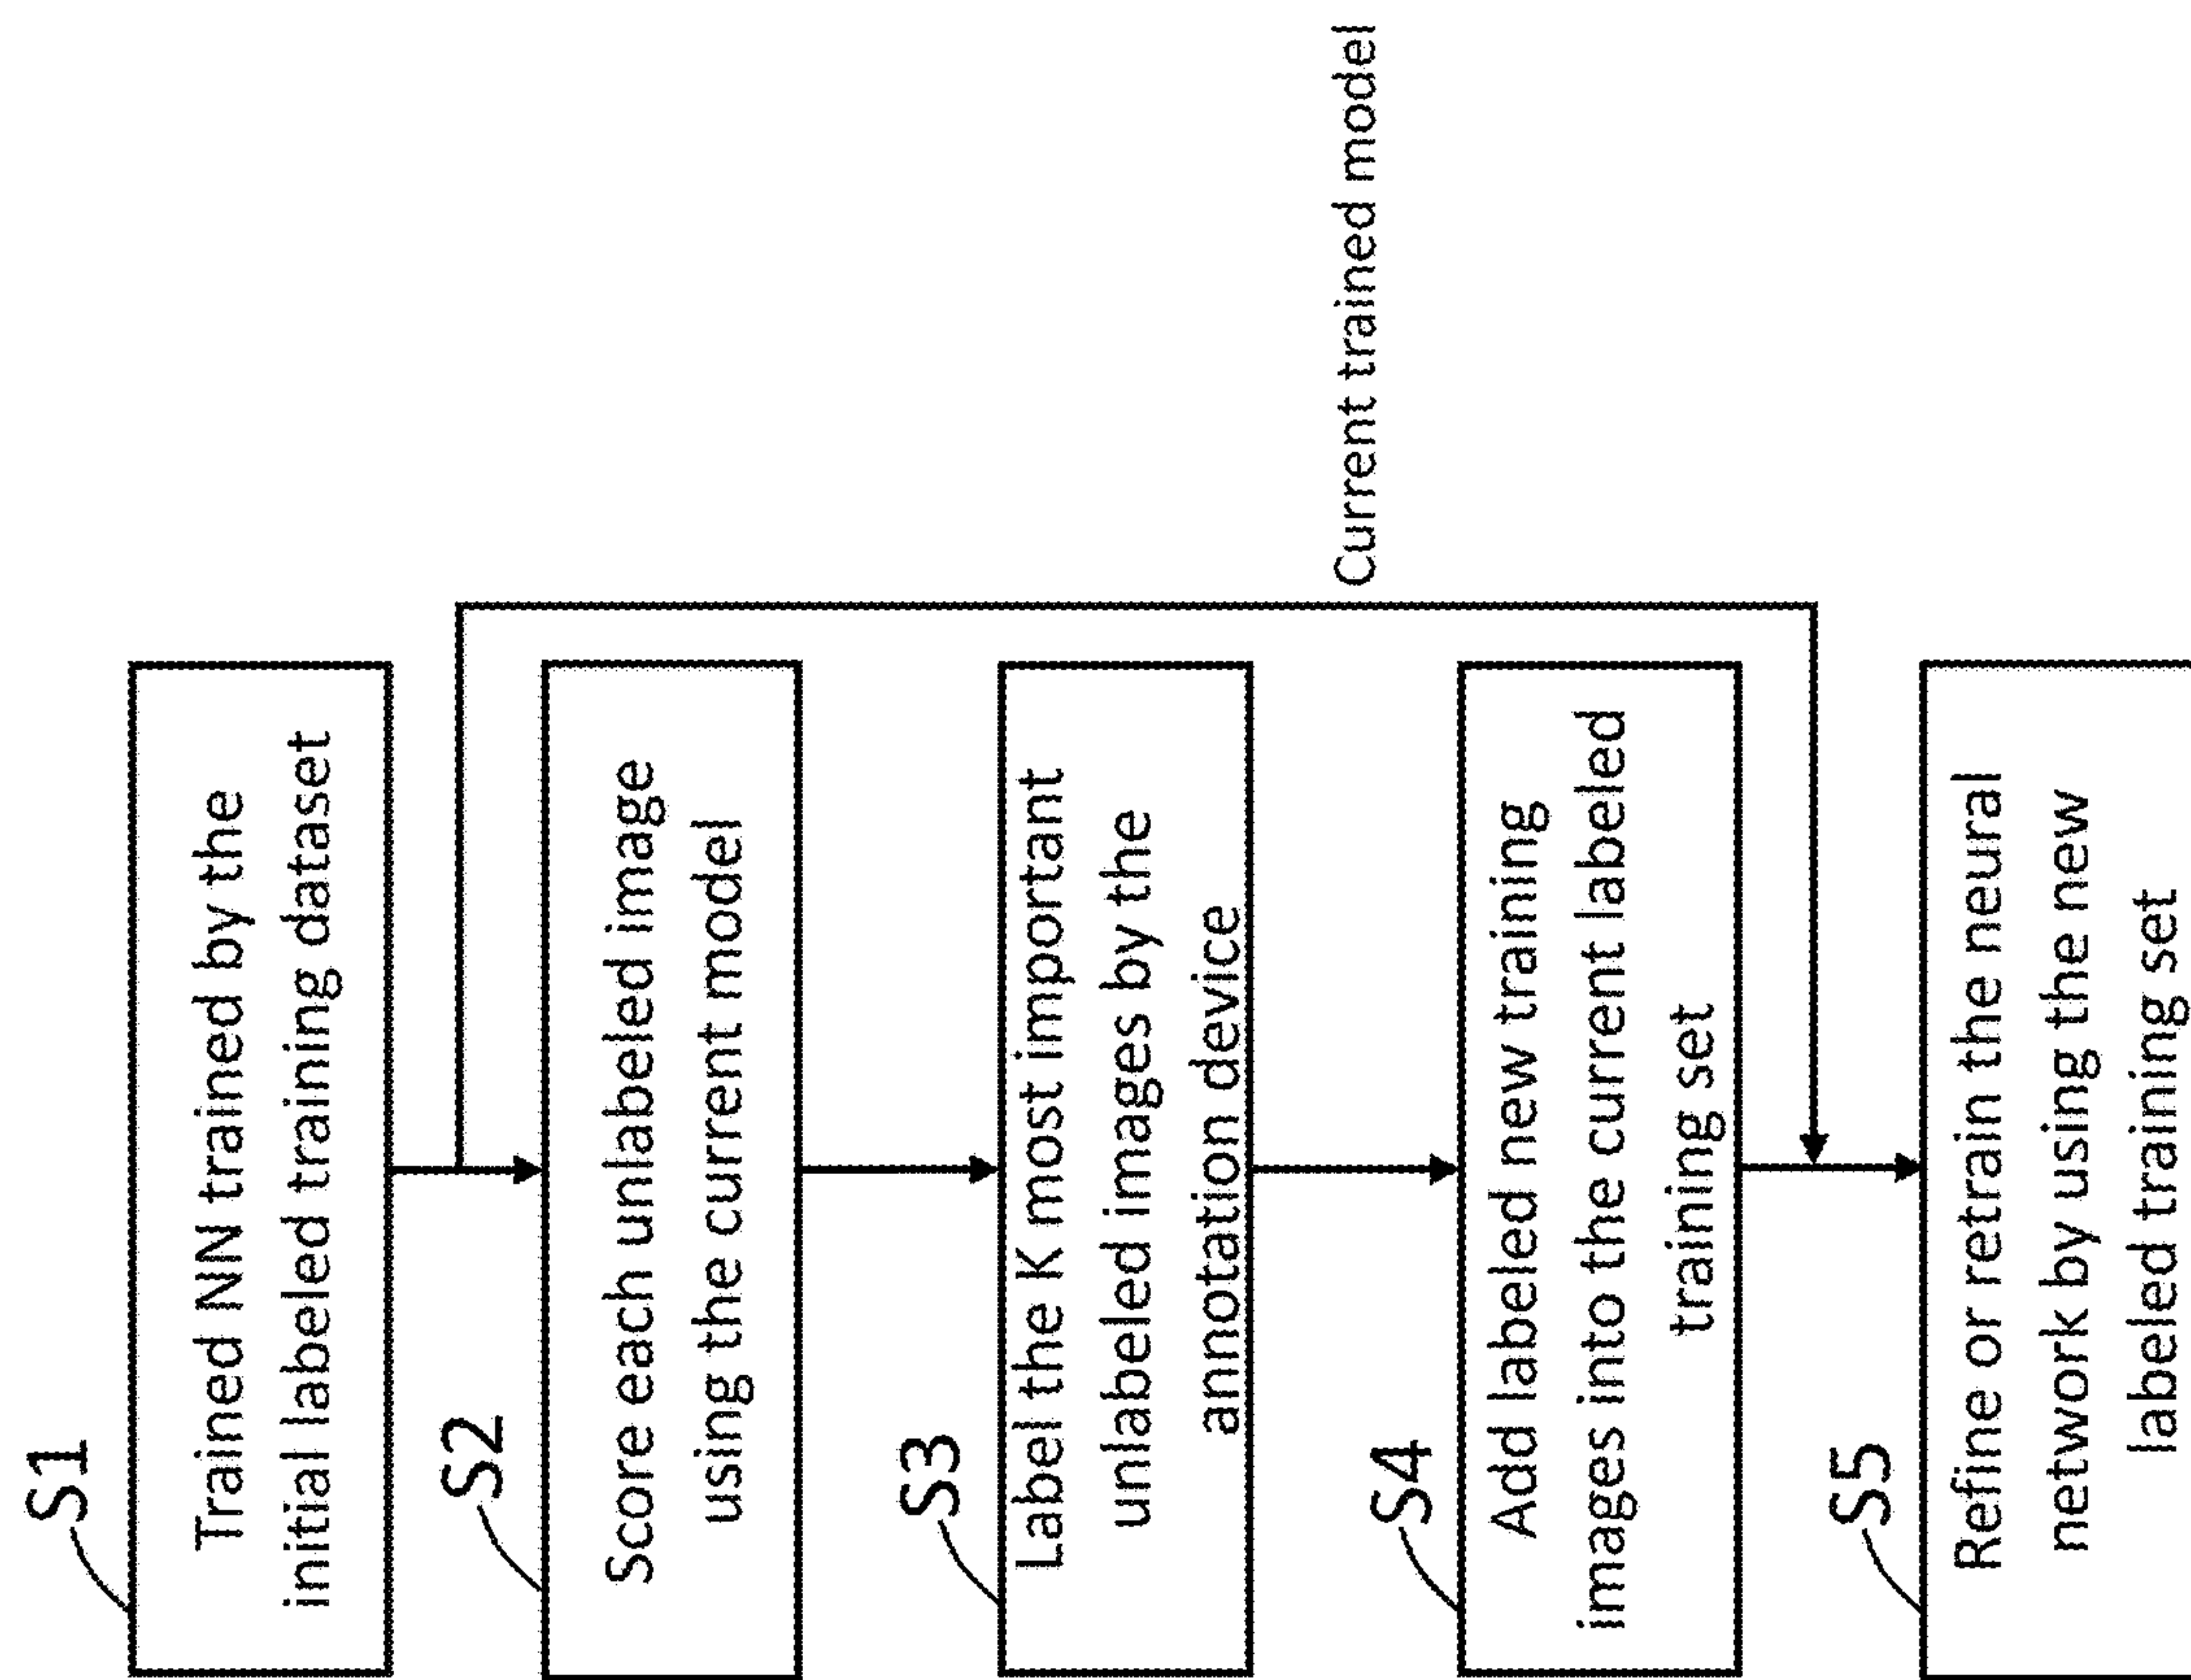 S1
Trained NN trained by the
initial labeled training dataset
S2
Score each unlabeled image
using the current model
S3
Label the K most important
unlabeled images by the
annotation device
Current trained model
S4
Add labeled new training
images into the current labeled
training set
S5
Refine or retrain the neural
network by using the new
labeled training set